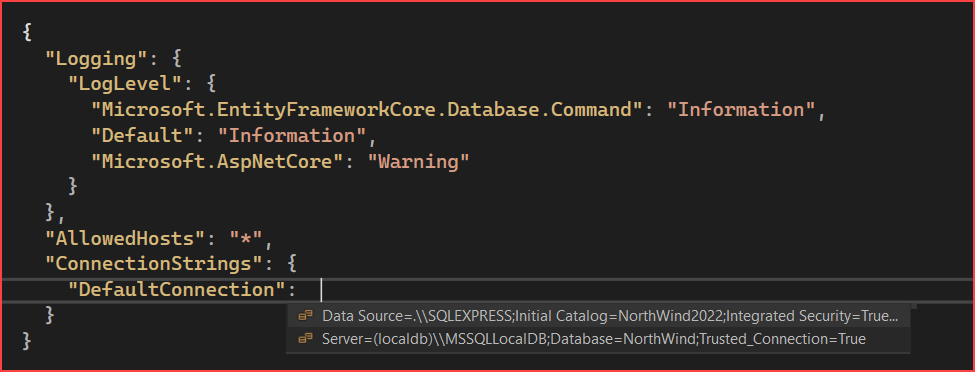 {
  "Logging": {
    "LogLevel": {
      "Microsoft.EntityFrameworkCore.Database.Command": "Information",
      "Default": "Information",
      "Microsoft.AspNetCore": "Warning"
    }
  },
  "AllowedHosts": "*",
  "ConnectionStrings": {
    "DefaultConnection":
Data Source=.\\SQLEXPRESS;Initial Catalog=NorthWind2022;Integrated Security=True...
  }
Server=(localdb)\\MSSQLLocalDB;Database=NorthWind;Trusted_Connection=True
}